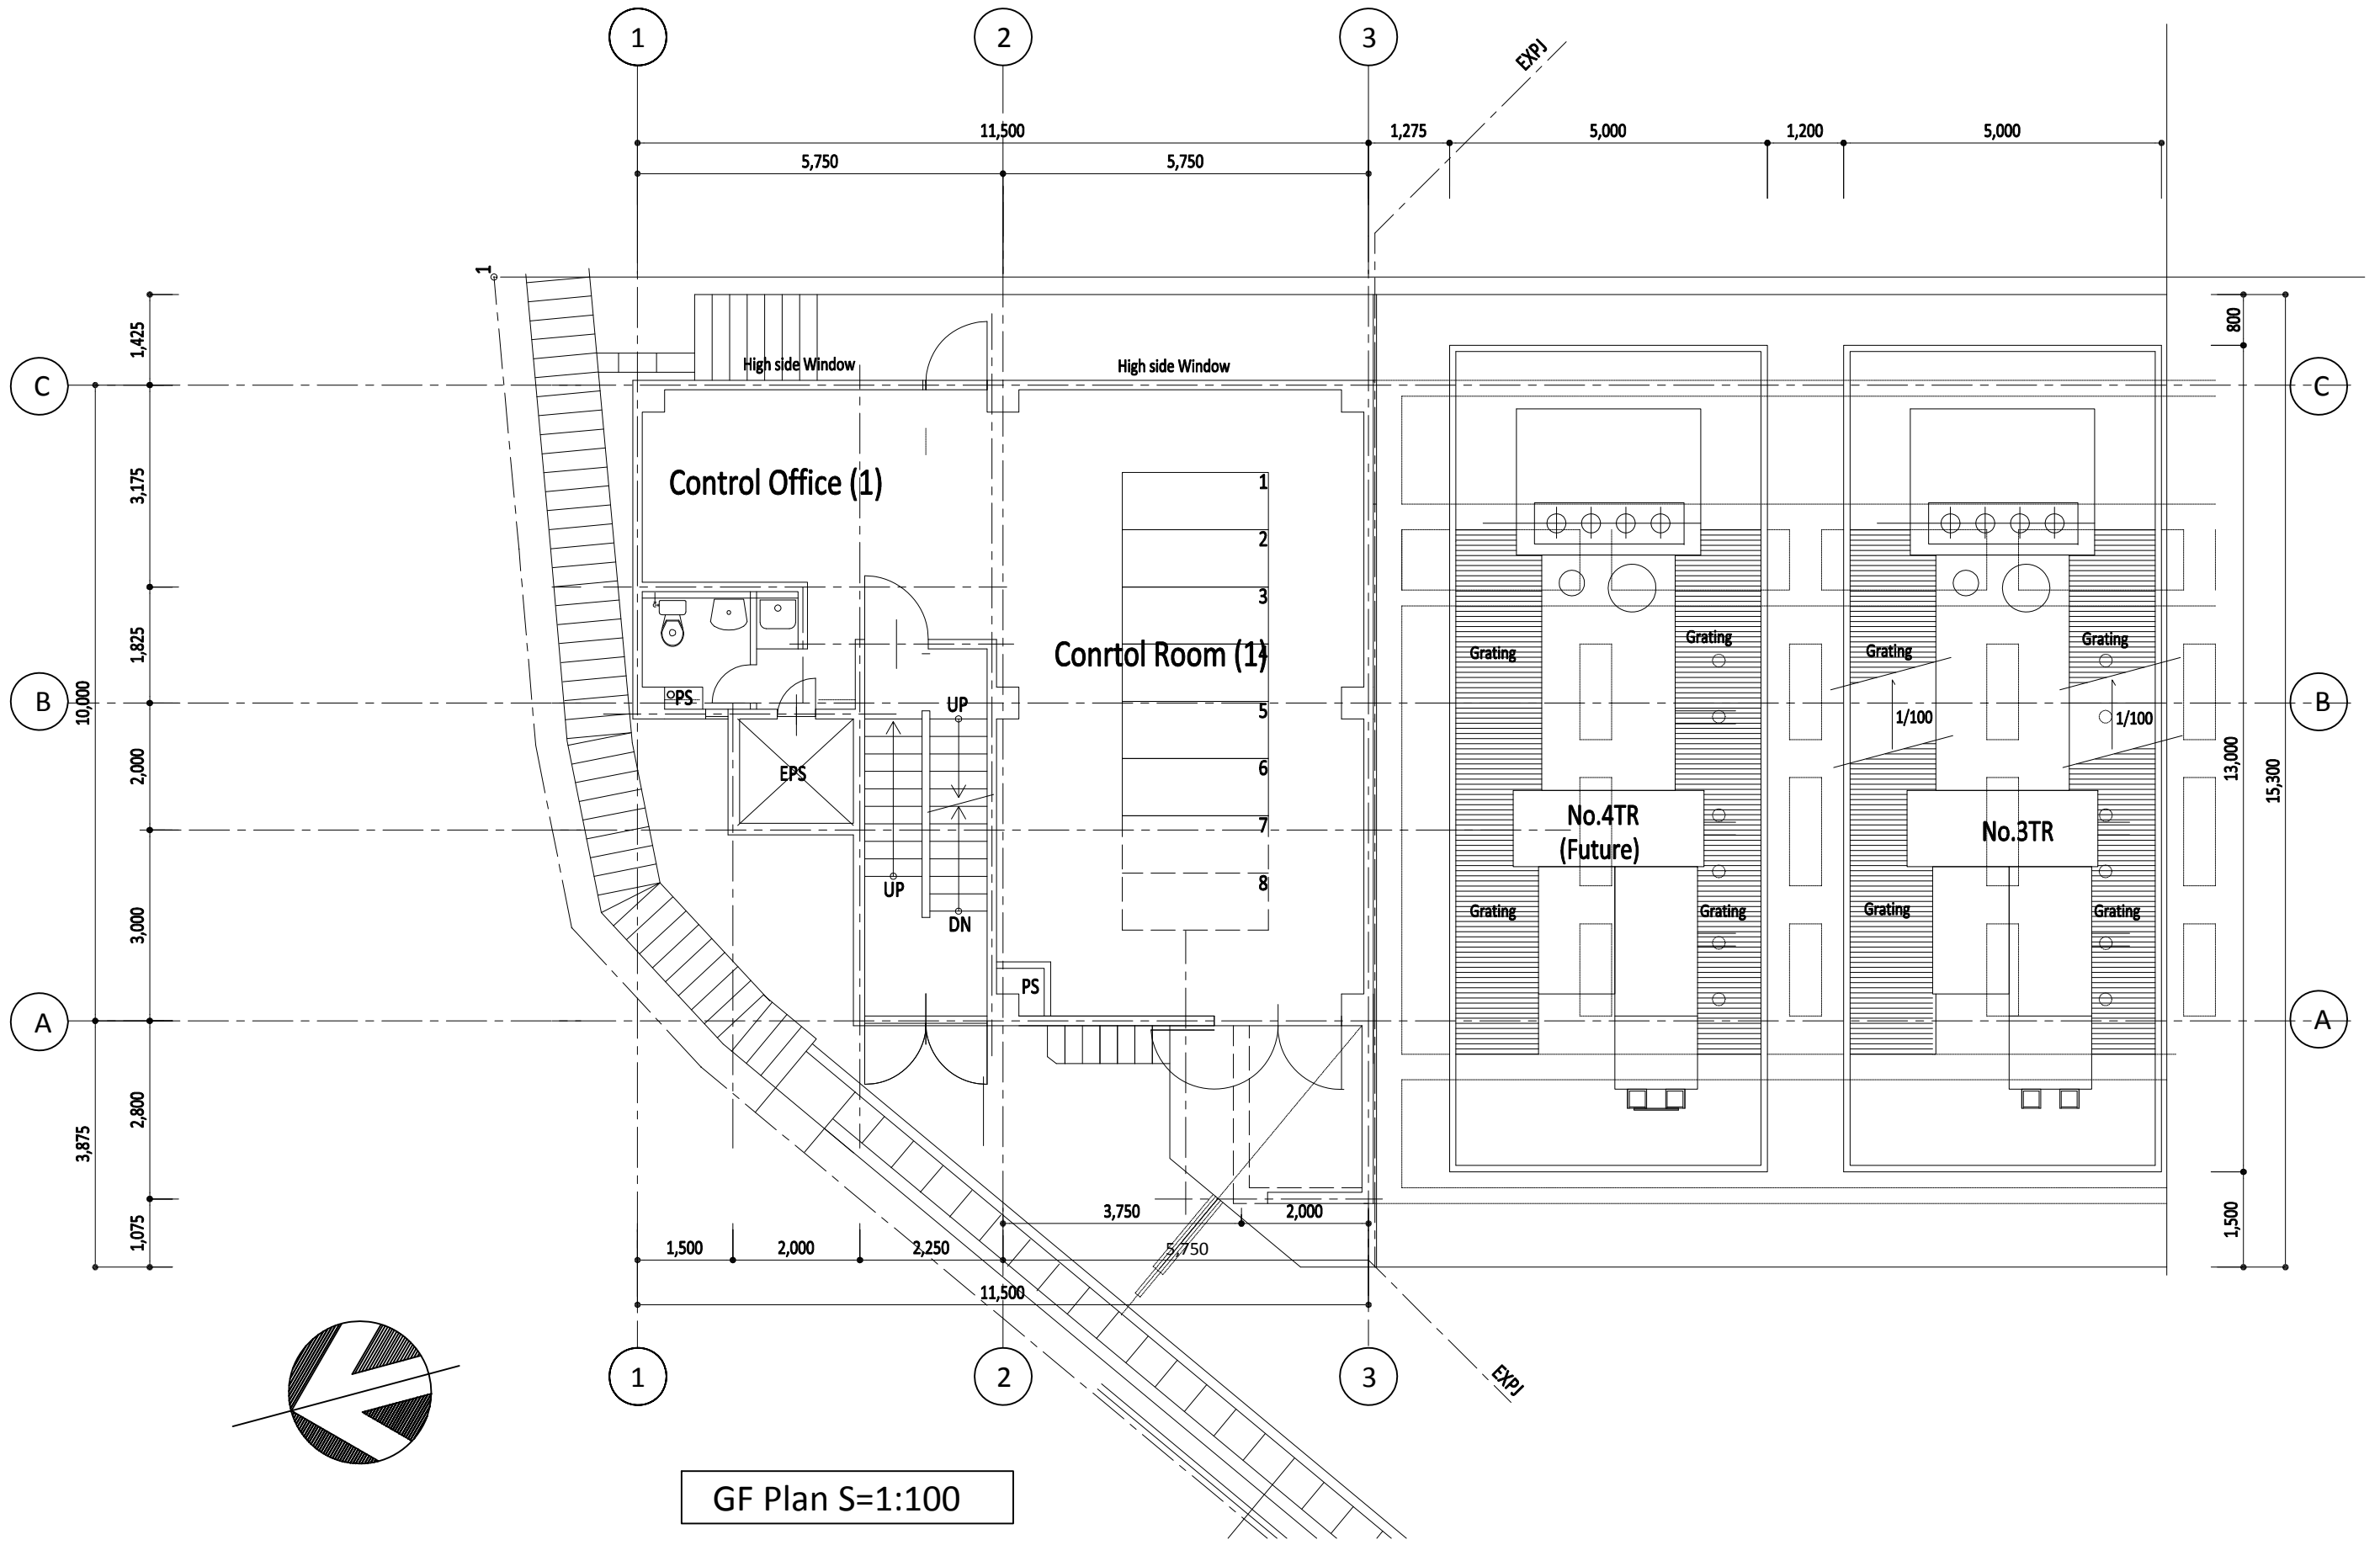 1
2
3
EXPJ
11,500
1,275
5,000
1,200
5,000
5,750
5,750
1
1,425
800
High side Window
High side Window
C
C
3,175
Control Office (1)
1
2
3
1,825
Grating
Grating
Grating
Grating
Conrtol Room (1)
4
B
10,000
PS
UP
5
1/100
1/100
B
2,000
EPS
6
13,000
15,300
7
No.4TR
(Future)
No.3TR
UP
8
3,000
DN
Grating
Grating
Grating
Grating
PS
A
A
2,800
3,875
1,075
3,750
2,000
1,500
1,500
2,000
2,250
5,750
11,500
1
2
3
EXPJ
GF Plan S=1:100